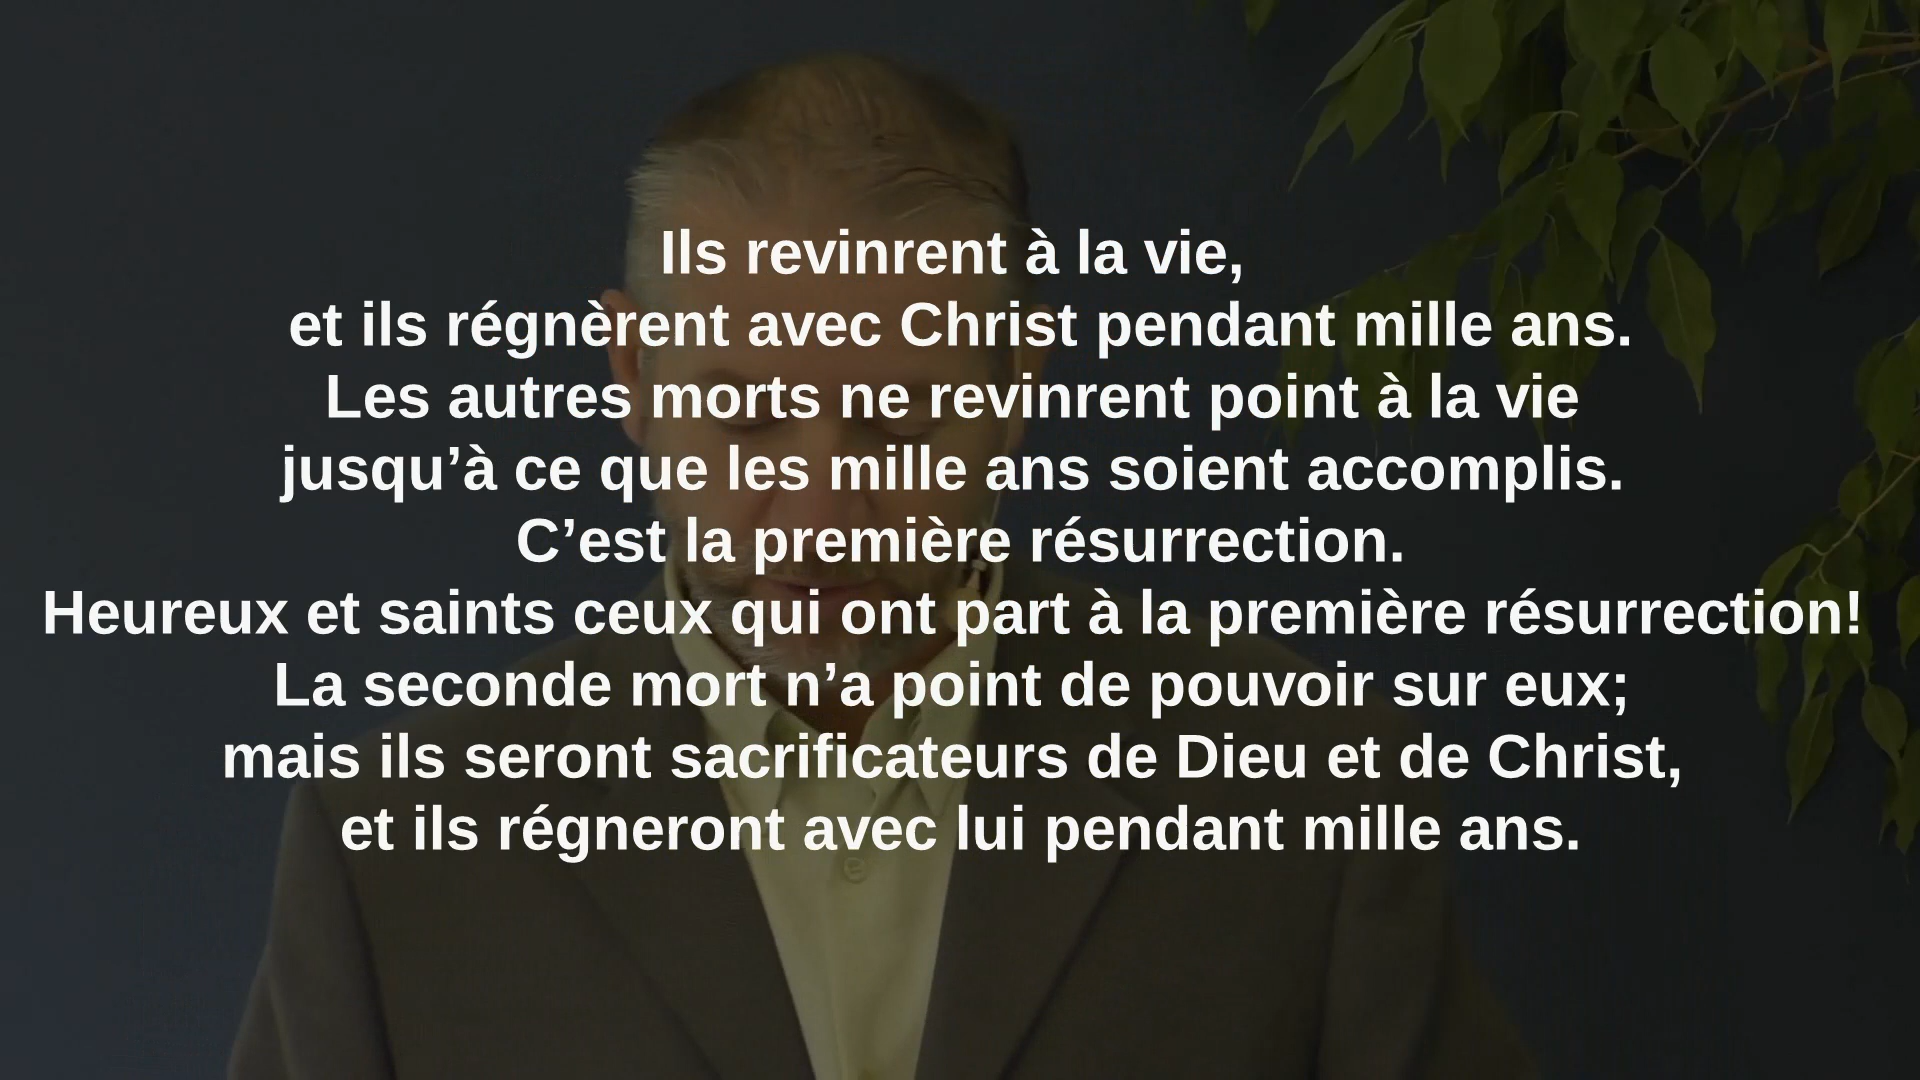 Ils revinrent à la vie,
et ils régnèrent avec Christ pendant mille ans.
Les autres morts ne revinrent point à la vie
jusqu’à ce que les mille ans soient accomplis.
C’est la première résurrection.
Heureux et saints ceux qui ont part à la première résurrection!
La seconde mort n’a point de pouvoir sur eux;
mais ils seront sacrificateurs de Dieu et de Christ,
et ils régneront avec lui pendant mille ans.